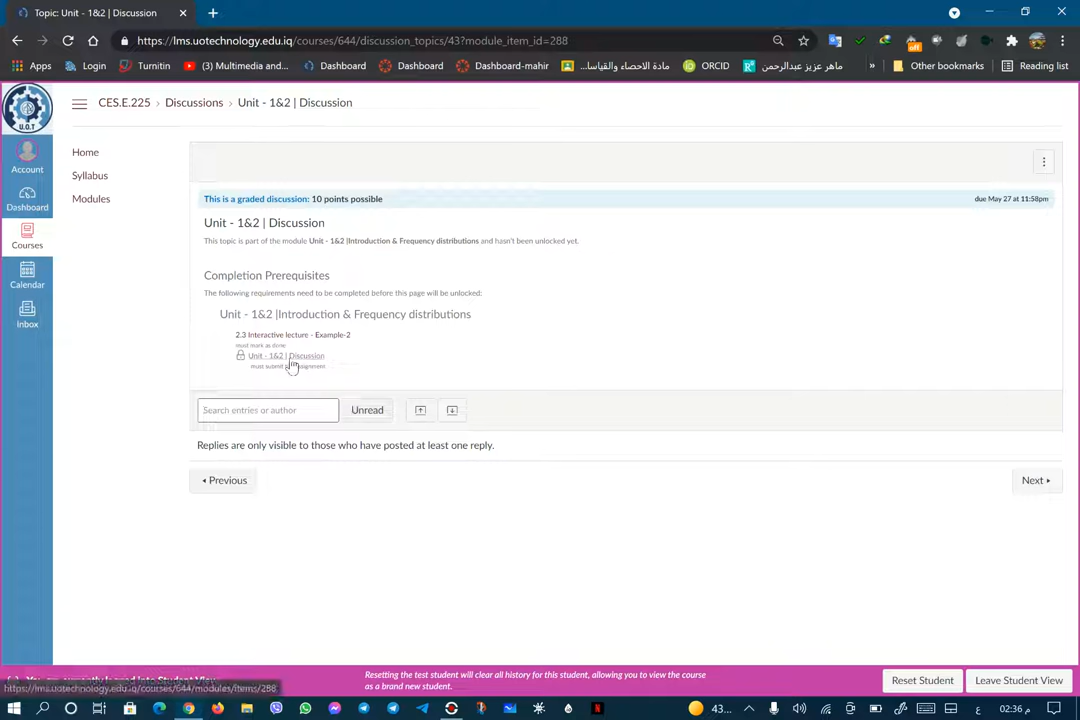 Topic: Unit - 1&2 | Discussion
https://lms.uotechnology.edu.iq/courses/644/discussion_topics/43?module_item_id=288
Apps
Login
Turnitin
(3) Multimedia and...
Dashboard
Dashboard
Dashboard-mahir
مادة الاحصاء والقياسا...
ORCID
ماهر عزيز عبدالرحمن
»
Other bookmarks
Reading list
U.O.T
CES.E.225 › Discussions › Unit - 1&2 | Discussion
Account
Dashboard
Courses
Calendar
Inbox
Home
Syllabus
Modules
This is a graded discussion: 10 points possible
due May 27 at 11:58pm
Unit - 1&2 | Discussion
This topic is part of the module Unit - 1&2 |Introduction & Frequency distributions and hasn't been unlocked yet.
Completion Prerequisites
The following requirements need to be completed before this page will be unlocked:
Unit - 1&2 |Introduction & Frequency distributions
2.3 Interactive lecture - Example-2
must mark as done
Unit - 1&2 | Discussion
must submit assignment
Search entries or author
Unread
Replies are only visible to those who have posted at least one reply.
Previous
Next
Resetting the test student will clear all history for this student, allowing you to view the course
as a brand new student.
Reset Student
Leave Student View
https://lms.uotechnology.edu.iq/courses/644/modules/items/288
43...
ع
02:36 م